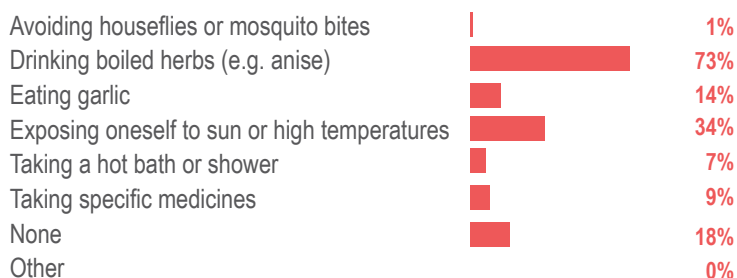 Avoiding houseflies or mosquito bites 1%
Drinking boiled herbs (e.g. anise) 73%
Eating garlic 14%
Exposing oneself to sun or high temperatures 34%
Taking a hot bath or shower 7%
Taking specific medicines 9%
None 18%
Other 0%